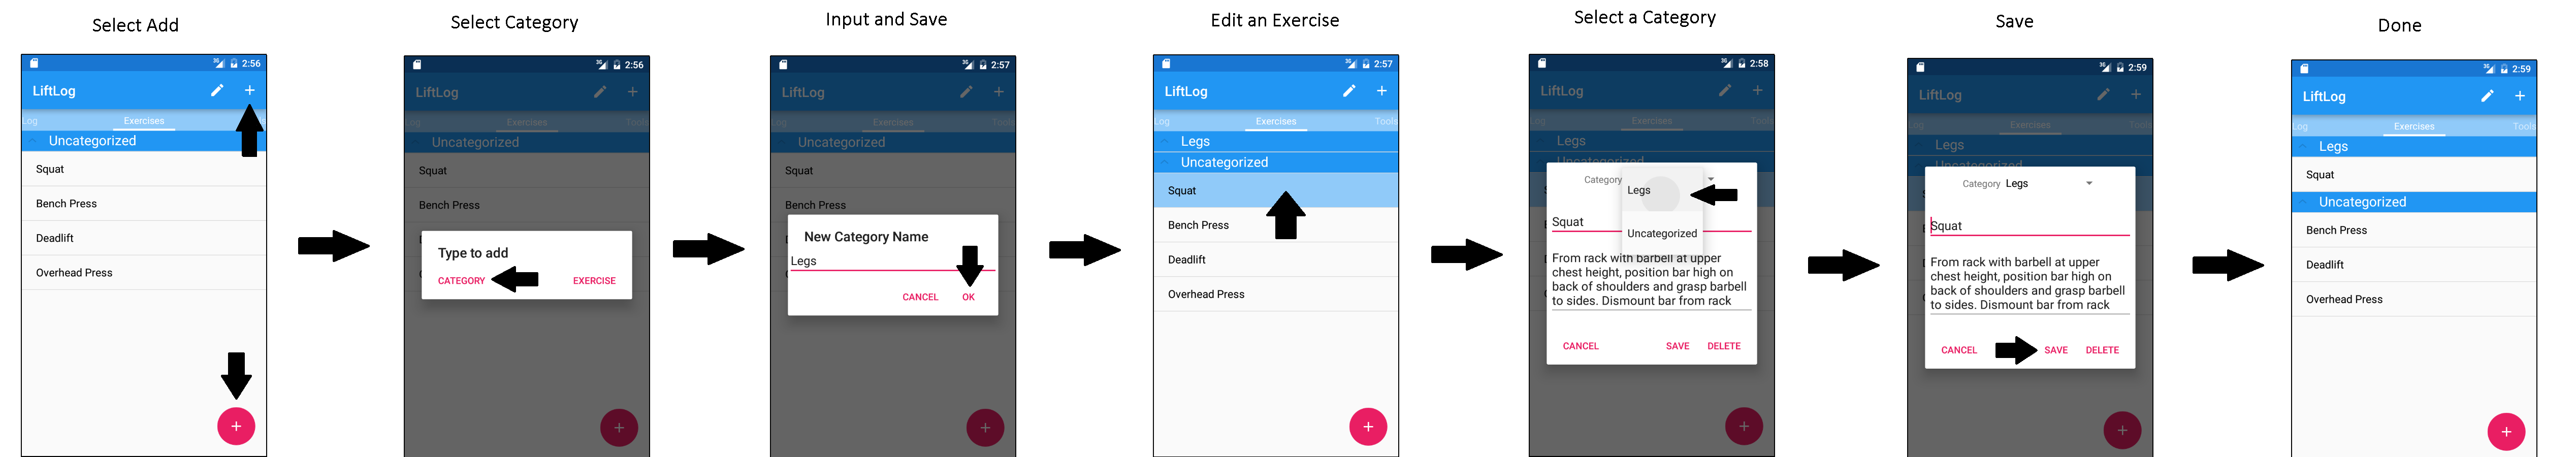 Select Add
2:56
LiftLog
Log Exercises
Uncategorized
Squat
Bench Press
Deadlift
Overhead Press
Select Category
3G 2:56
LiftLog
Log Exercises Tools
Uncategorized
Squat
Bench Press
Type to add
CATEGORY EXERCISE
Input and Save
3G 2:57
LiftLog
Log Exercises Tools
Uncategorized
Squat
Bench Press
New Category Name
Legs
CANCEL OK
Edit an Exercise
3G 2:57
LiftLog
Log Exercises Tools
Legs
Uncategorized
Squat
Bench Press
Deadlift
Overhead Press
Select a Category
3G 2:58
LiftLog
Log Exercises Tools
Legs
Uncategorized
Category
Legs
Squat
Uncategorized
From rack with barbell at upper
chest height, position bar high on
back of shoulders and grasp barbell
to sides. Dismount bar from rack
CANCEL SAVE DELETE
Save
3G 2:59
LiftLog
Log Exercises Tools
Legs
Uncategorized
Category Legs
Squat
From rack with barbell at upper
chest height, position bar high on
back of shoulders and grasp barbell
to sides. Dismount bar from rack
CANCEL SAVE DELETE
Done
3G 2:59
LiftLog
Log Exercises Tools
Legs
Squat
Uncategorized
Bench Press
Deadlift
Overhead Press